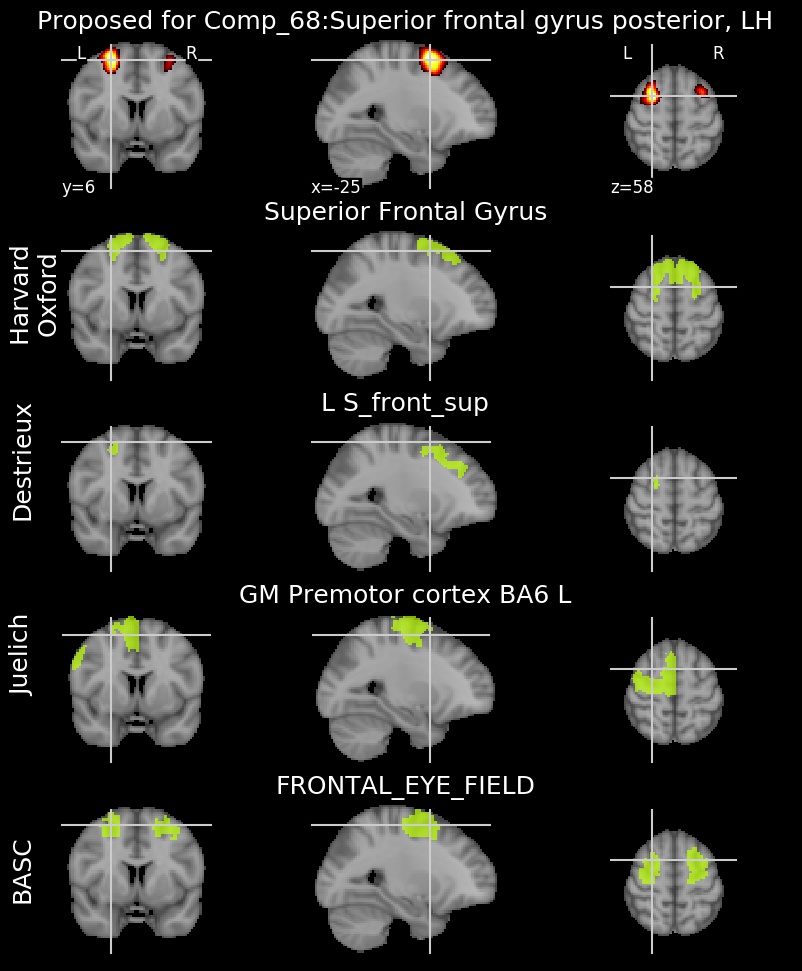 Proposed for Comp_68:Superior frontal gyrus posterior, LH
L R
L R
y=6
x=-25
z=58
Superior Frontal Gyrus
Harvard
Oxford
L S_front_sup
Destrieux
GM Premotor cortex BA6 L
Juelich
FRONTAL_EYE_FIELD
BASC